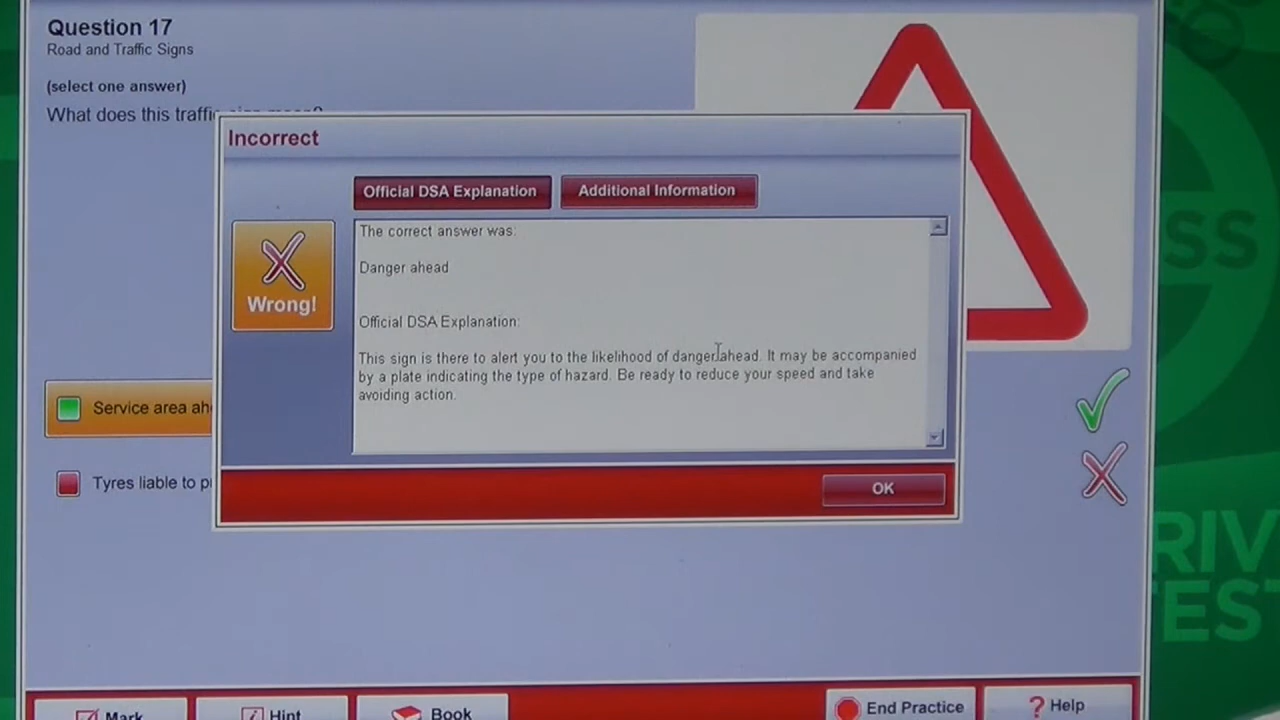 Question 17
Road and Traffic Signs
(select one answer)
What does this traffic sign mean?
Incorrect
Official DSA Explanation
Additional Information
The correct answer was:
Danger ahead
Wrong!
Official DSA Explanation:
This sign is there to alert you to the likelihood of danger ahead. It may be accompanied
by a plate indicating the type of hazard. Be ready to reduce your speed and take
avoiding action.
Service area
Tyres liable to
OK
Mark
Hint
Book
End Practice
Help